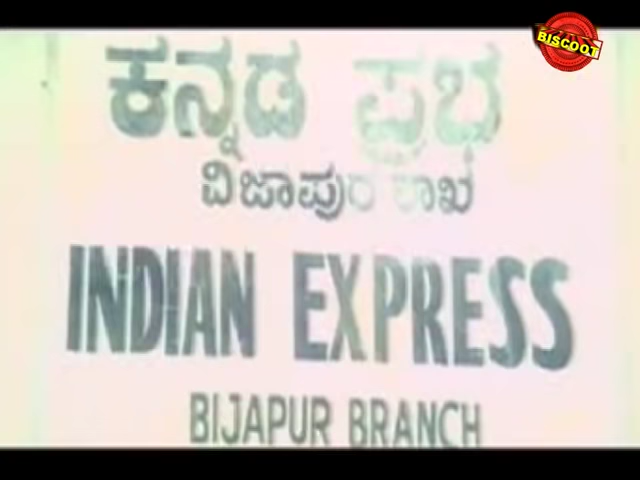 BISCOOT
ಕನ್ನಡ ಪ್ರಭ
ವಿಜಾಪುರ ಶಾಖೆ
INDIAN EXPRESS
BIJAPUR BRANCH